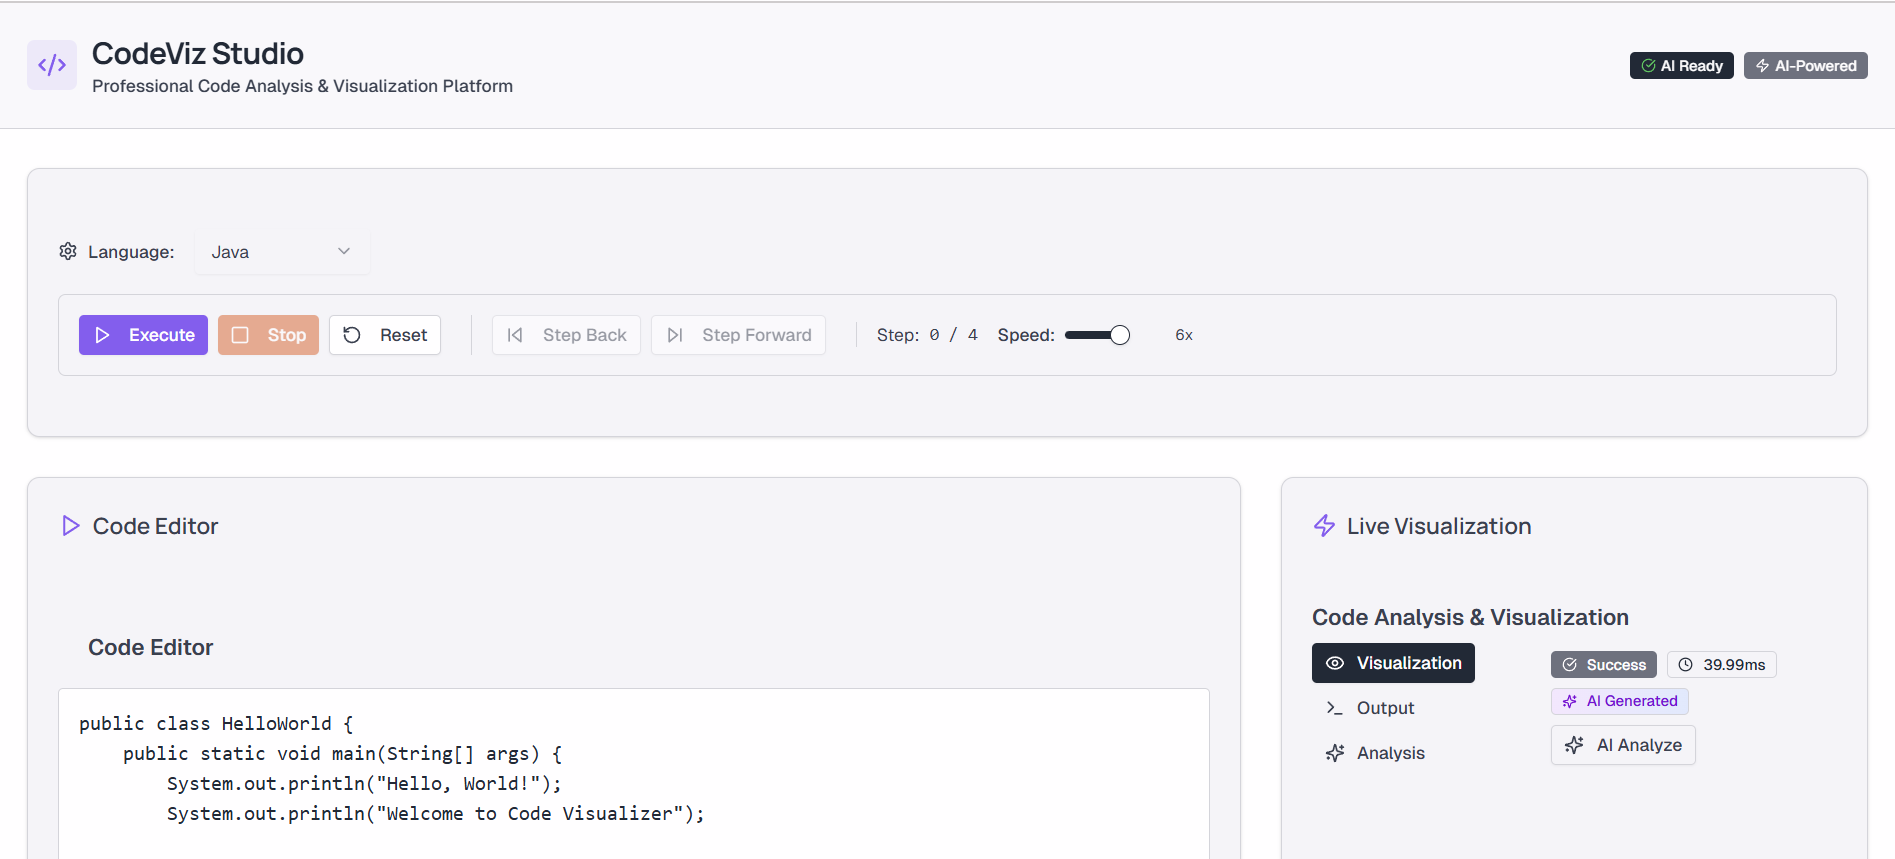 CodeViz Studio
Professional Code Analysis & Visualization Platform
AI Ready
AI-Powered
Language:
Java
Execute
Stop
Reset
Step Back
Step Forward
Step: 0 / 4
Speed:
6x
Code Editor
Code Editor
public class HelloWorld {
    public static void main(String[] args) {
        System.out.println("Hello, World!");
        System.out.println("Welcome to Code Visualizer");
Live Visualization
Code Analysis & Visualization
Visualization
Output
Analysis
Success
39.99ms
AI Generated
AI Analyze